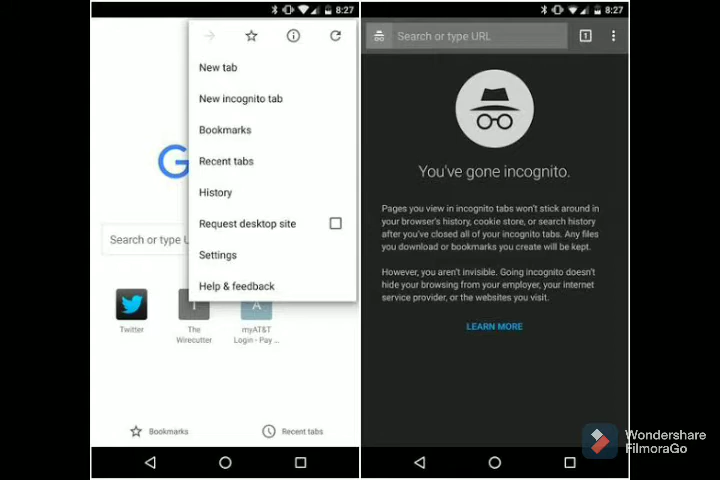 8:27
New tab
New incognito tab
Bookmarks
Recent tabs
History
Request desktop site
Settings
Help & feedback
G
Search or type U
Twitter
T
The
Wirecutter
A
myAT&T
Login - Pay ...
Bookmarks
Recent tabs
8:27
Search or type URL
1
You've gone incognito.
Pages you view in incognito tabs won't stick around in
your browser's history, cookie store, or search history
after you've closed all of your incognito tabs. Any files
you download or bookmarks you create will be kept.
However, you aren't invisible. Going incognito doesn't
hide your browsing from your employer, your internet
service provider, or the websites you visit.
LEARN MORE
Wondershare
FilmoraGo